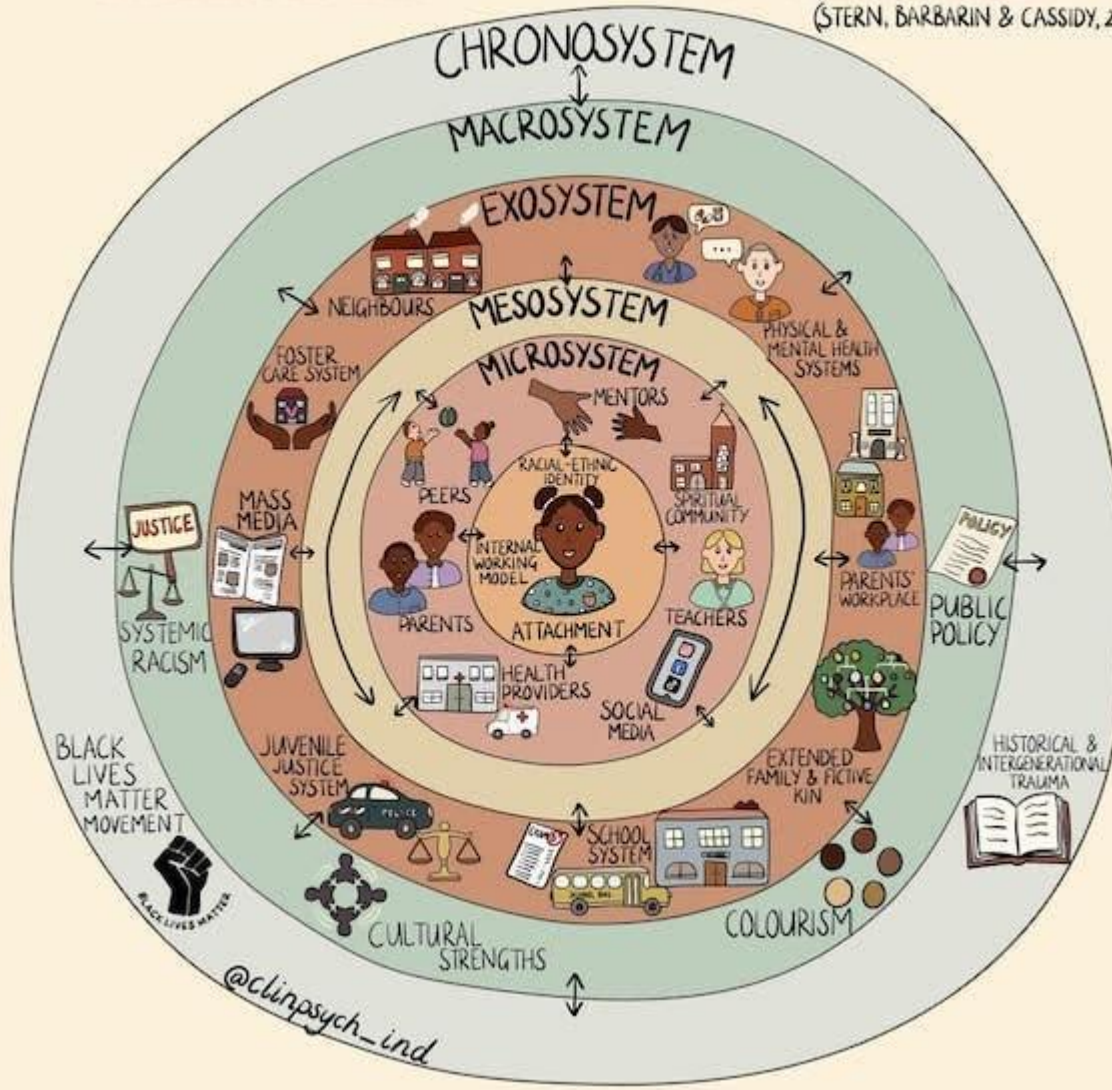 (STERN, BARBARIN & CASSIDY, 2
CHRONOSYSTEM
MACROSYSTEM
EXOSYSTEM
NEIGHBOURS
MESOSYSTEM
PHYSICAL &
MENTAL HEALTH
SYSTEMS
FOSTER
CARE SYSTEM
MICROSYSTEM
MENTORS
RACIAL-ETHNIC
IDENTITY
PEERS
SPIRITUAL
COMMUNITY
MASS
MEDIA
JUSTICE
SYSTEMIC
RACISM
INTERNAL
WORKING
MODEL
PARENTS
ATTACHMENT
TEACHERS
PARENTS'
WORKPLACE
POLICY
PUBLIC
POLICY
HEALTH
PROVIDERS
SOCIAL
MEDIA
BLACK
LIVES
MATTER
MOVEMENT
JUVENILE
JUSTICE
SYSTEM
POLICE
EXTENDED
FAMILY & FICTIVE
KIN
HISTORICAL &
INTERGENERATIONAL
TRAUMA
SCHOOL
SYSTEM
EXAM
SCHOOL BUS
BLACK LIVES MATTER
CULTURAL
STRENGTHS
COLOURISM
@clinpsych_ind